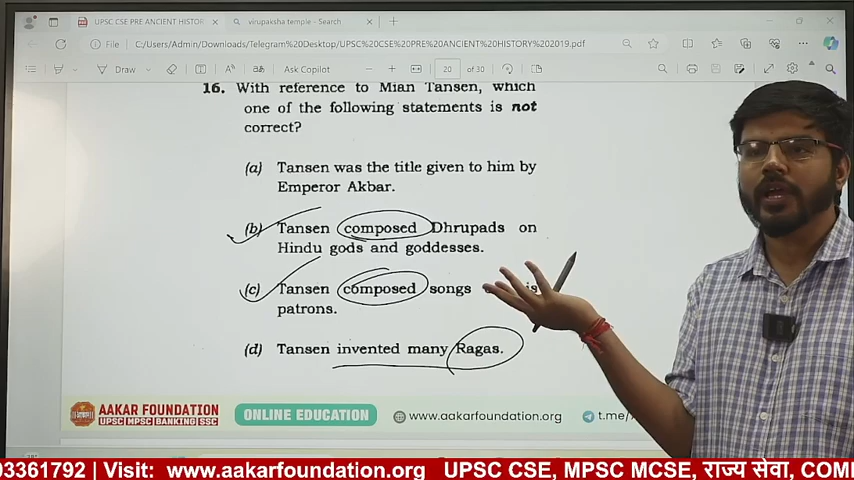 UPSC CSE PRE ANCIENT HISTOR
virupaksha temple - Search
File
C:/Users/Admin/Downloads/Telegram%20Desktop/UPSC%20CSE%20PRE%20ANCIENT%20HISTORY%202019.pdf
Draw
Ask Copilot
20 of 30
16. With reference to Mian Tansen, which
one of the following statements is not
correct?
(a) Tansen was the title given to him by
Emperor Akbar.
(b) Tansen composed Dhrupads on
Hindu gods and goddesses.
(c) Tansen composed songs
patrons.
(d) Tansen invented many Ragas.
AAKAR FOUNDATION
UPSC MPSC BANKING SSC
ONLINE EDUCATION
www.aakarfoundation.org
t.me/
03361792 | Visit: www.aakarfoundation.org UPSC CSE, MPSC MCSE, राज्य सेवा, COM